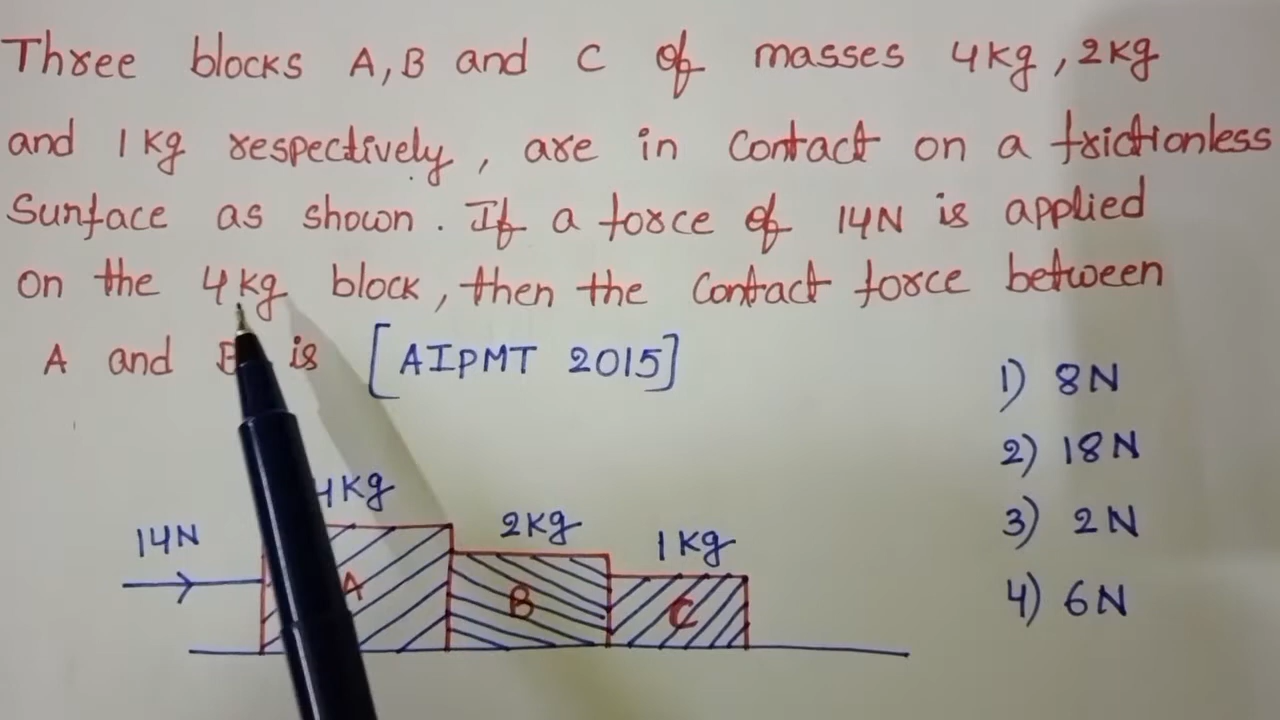 Three blocks A, B and C of masses 4kg, 2kg
and 1kg respectively, are in contact on a frictionless
Surface as shown. If a force of 14N is applied
on the 4kg block, then the contact force between
A and B is [AIPMT 2015]
1) 8N
2) 18N
3) 2N
4) 6N
4kg
2kg
1kg
14N
A
B
C